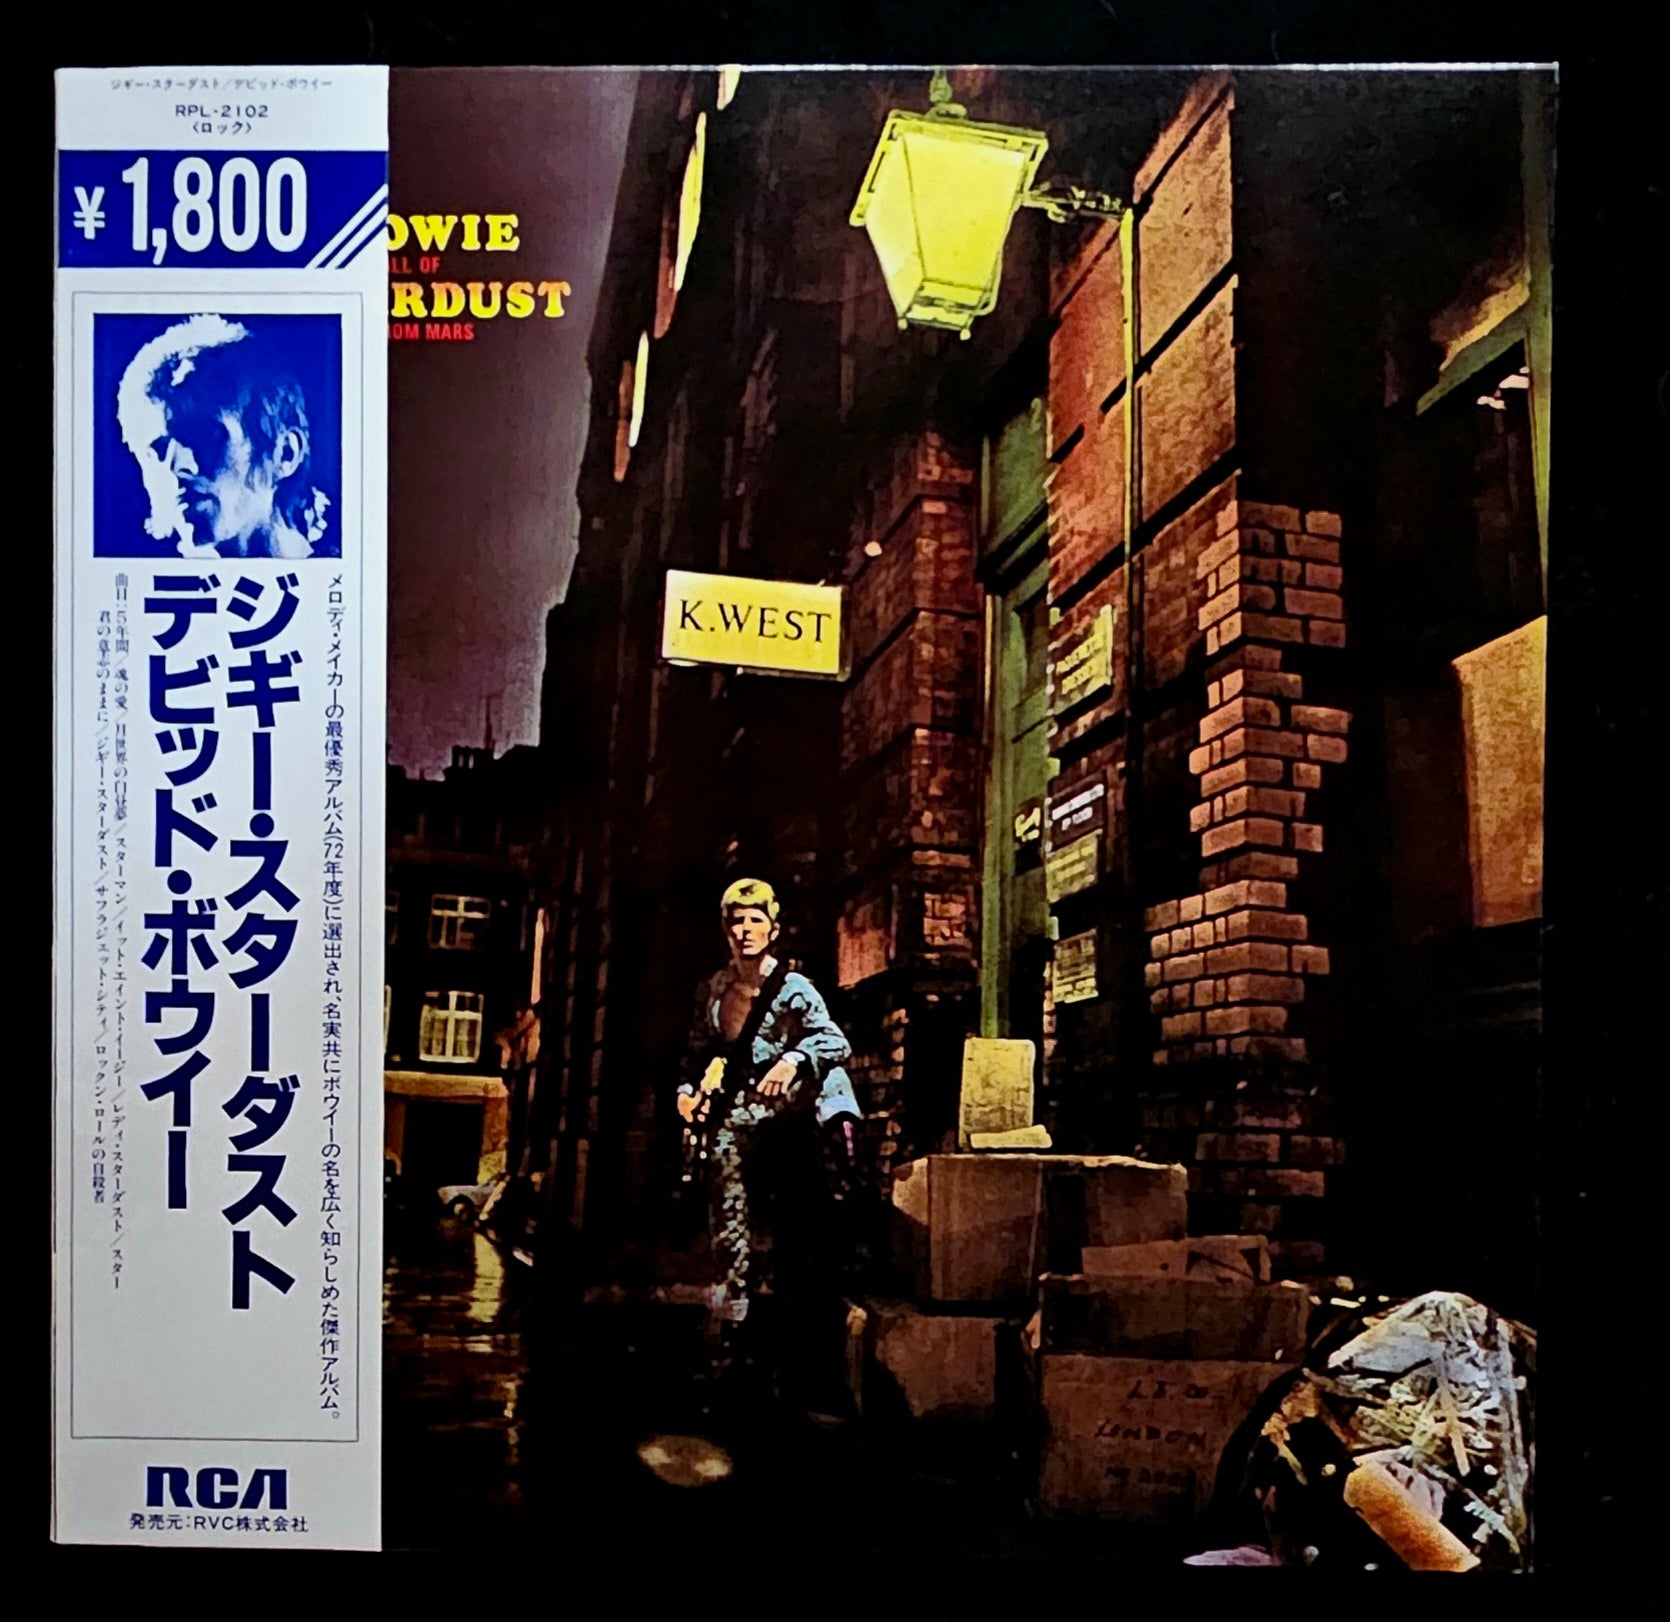 ジギー・スターダスト/デビッド・ボウイー
RPL-2102
〈ロック〉
¥1,800
メロディ・メイカーの最優秀アルバム(72年度)に選出され、名実共にボウイーの名を広く知らしめた傑作アルバム。
ジギー・スターダスト
デビッド・ボウイー
曲目:5年間/魂の愛/月世界の白昼夢/スターマン/イット・エイント・イージー/レディ・スターダスト/スター
君の意志のままに/ジギー・スターダスト/サフラジェット・シティ/ロックン・ロールの自殺者
RCA
発売元:RVC株式会社
OWIE
ALL OF
RDUST
OM MARS
K.WEST
LONDON